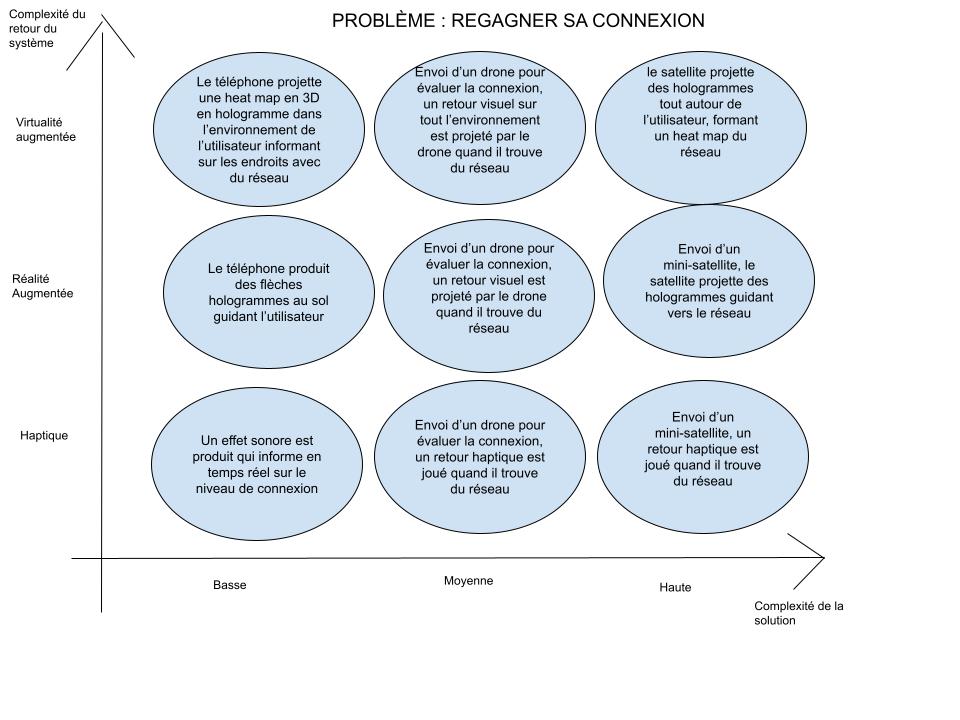 PROBLÈME : REGAGNER SA CONNEXION
Complexité du
retour du
système
Virtualité
augmentée
Le téléphone projette
une heat map en 3D
en hologramme dans
l'environnement de
l'utilisateur informant
sur les endroits avec
du réseau
Envoi d'un drone pour
évaluer la connexion,
un retour visuel sur
tout l'environnement
est projeté par le
drone quand il trouve
du réseau
le satellite projette
des hologrammes
tout autour de
l'utilisateur, formant
un heat map du
réseau
Réalité
Augmentée
Le téléphone produit
des flèches
hologrammes au sol
guidant l'utilisateur
Envoi d'un drone pour
évaluer la connexion,
un retour visuel est
projeté par le drone
quand il trouve du
réseau
Envoi d'un
mini-satellite, le
satellite projette des
hologrammes guidant
vers le réseau
Haptique
Un effet sonore est
produit qui informe en
temps réel sur le
niveau de connexion
Envoi d'un drone pour
évaluer la connexion,
un retour haptique est
joué quand il trouve
du réseau
Envoi d'un
mini-satellite, un
retour haptique est
joué quand il trouve
du réseau
Basse
Moyenne
Haute
Complexité de la
solution